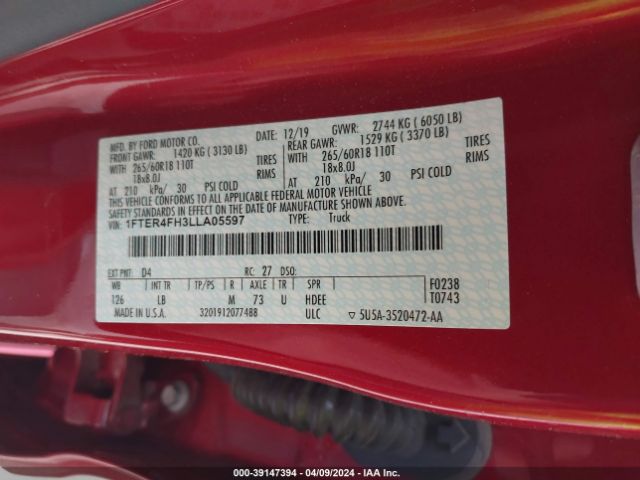 MFD. BY FORD MOTOR CO.
DATE: 12/19 GVWR: 2744 KG ( 6050 LB)
FRONT GAWR: 1420 KG ( 3130 LB)
REAR GAWR: 1529 KG ( 3370 LB)
WITH 265/60R18 110T TIRES
WITH 265/60R18 110T TIRES
18x8.0J RIMS
18x8.0J RIMS
AT 210 kPa/ 30 PSI COLD
AT 210 kPa/ 30 PSI COLD
THIS VEHICLE CONFORMS TO ALL APPLICABLE FEDERAL MOTOR VEHICLE
SAFETY AND THEFT PREVENTION STANDARDS IN EFFECT ON THE
DATE OF MANUFACTURE SHOWN ABOVE.
VIN: 1FTER4FH3LLA05597 TYPE: Truck
EXT PNT: D4 RC: 27 DSO:
WB INT TR TP/PS R AXLE TR SPR
126 LB M 73 U HDEE
F0238
T0743
MADE IN U.S.A. 3201912077488 ULC ▽ 5U5A-3520472-AA
000-39147394 - 04/09/2024 - IAA Inc.